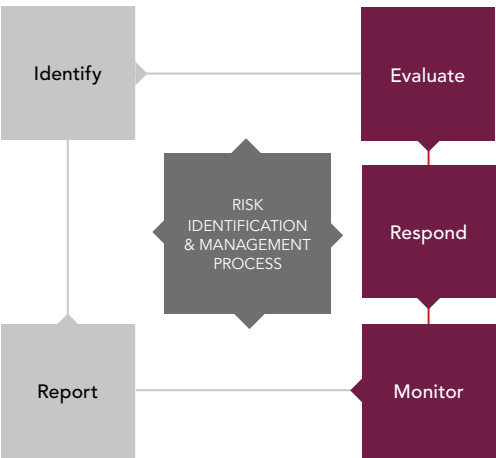 Identify
Evaluate
RISK
IDENTIFICATION
& MANAGEMENT
PROCESS
Respond
Report
Monitor